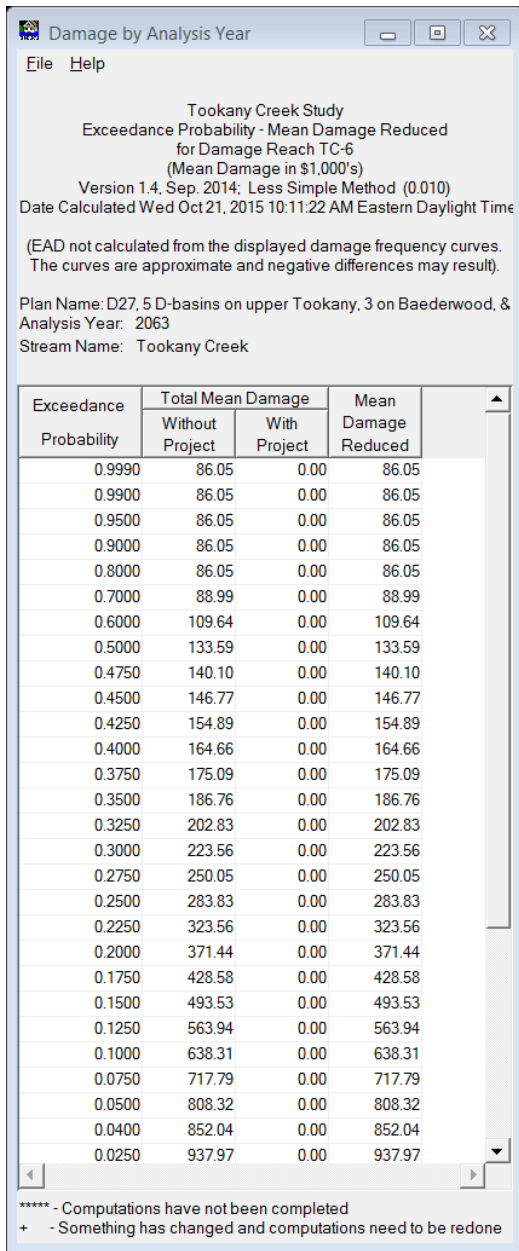 Damage by Analysis Year
File Help
Tookany Creek Study
Exceedance Probability - Mean Damage Reduced
for Damage Reach TC-6
(Mean Damage in $1,000's)
Version 1.4, Sep. 2014; Less Simple Method (0.010)
Date Calculated Wed Oct 21, 2015 10:11:22 AM Eastern Daylight Time
(EAD not calculated from the displayed damage frequency curves.
The curves are approximate and negative differences may result).
Plan Name: D27, 5 D-basins on upper Tookany, 3 on Baederwood, &
Analysis Year: 2063
Stream Name: Tookany Creek
Exceedance Probability Total Mean Damage Mean Damage Reduced
Without Project With Project
0.9990 86.05 0.00 86.05
0.9900 86.05 0.00 86.05
0.9500 86.05 0.00 86.05
0.9000 86.05 0.00 86.05
0.8000 86.05 0.00 86.05
0.7000 88.99 0.00 88.99
0.6000 109.64 0.00 109.64
0.5000 133.59 0.00 133.59
0.4750 140.10 0.00 140.10
0.4500 146.77 0.00 146.77
0.4250 154.89 0.00 154.89
0.4000 164.66 0.00 164.66
0.3750 175.09 0.00 175.09
0.3500 186.76 0.00 186.76
0.3250 202.83 0.00 202.83
0.3000 223.56 0.00 223.56
0.2750 250.05 0.00 250.05
0.2500 283.83 0.00 283.83
0.2250 323.56 0.00 323.56
0.2000 371.44 0.00 371.44
0.1750 428.58 0.00 428.58
0.1500 493.53 0.00 493.53
0.1250 563.94 0.00 563.94
0.1000 638.31 0.00 638.31
0.0750 717.79 0.00 717.79
0.0500 808.32 0.00 808.32
0.0400 852.04 0.00 852.04
0.0250 937.97 0.00 937.97
***** - Computations have not been completed
+ - Something has changed and computations need to be redone